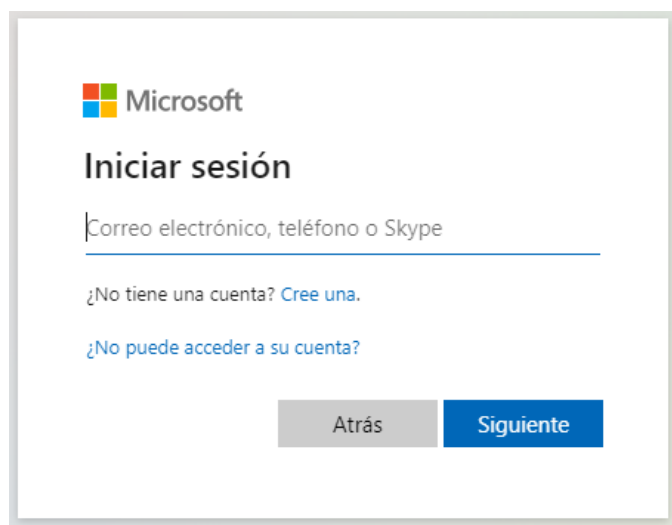 Microsoft
Iniciar sesión
Correo electrónico, teléfono o Skype
¿No tiene una cuenta? Cree una.
¿No puede acceder a su cuenta?
Atrás Siguiente